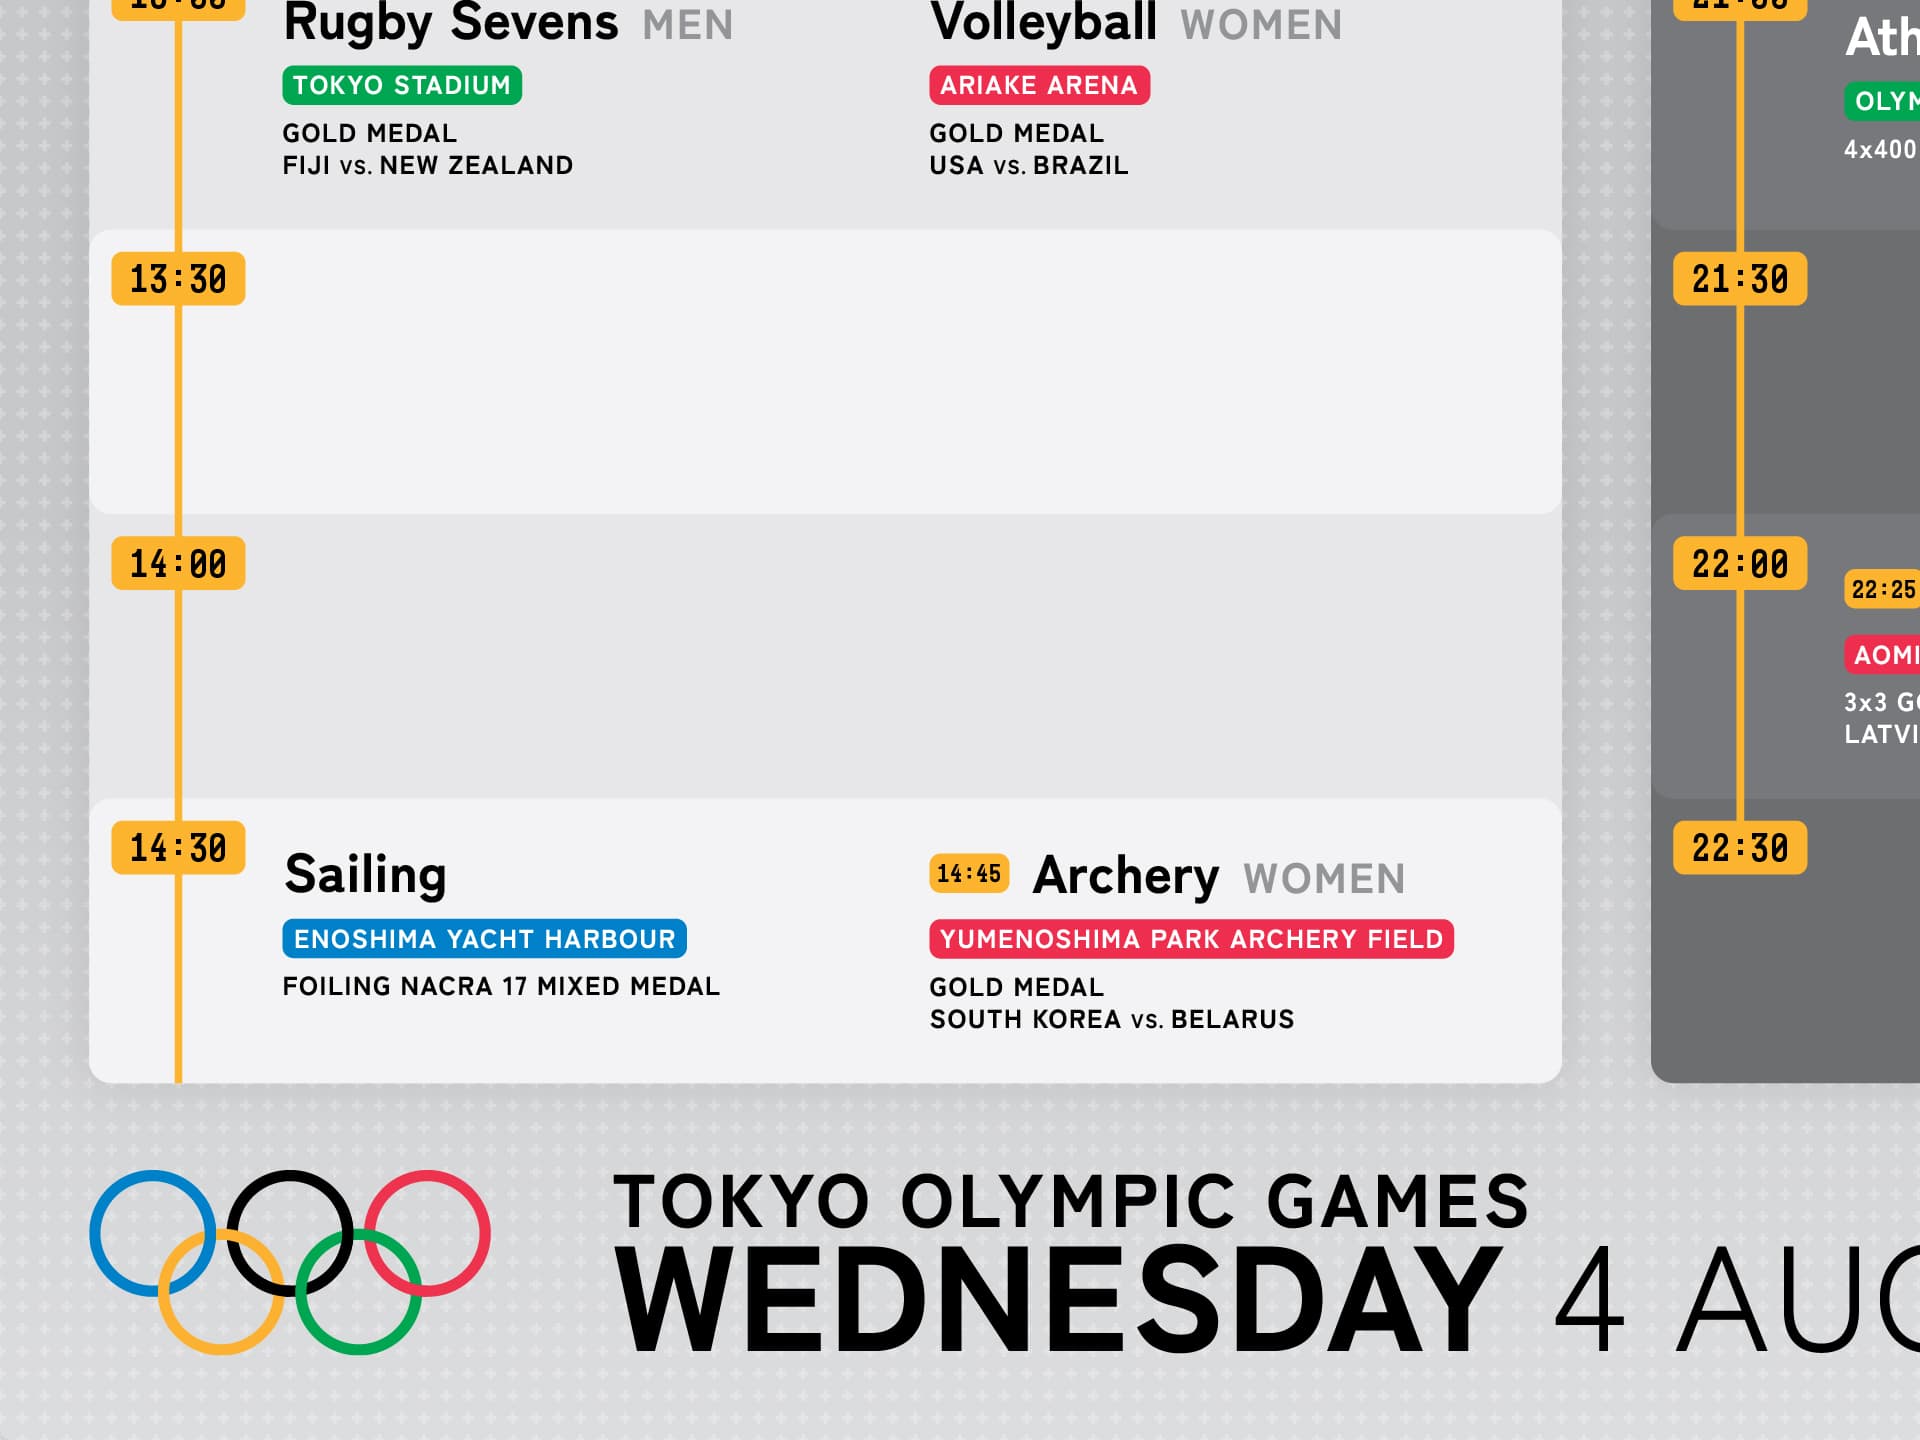 Rugby Sevens MEN
TOKYO STADIUM
GOLD MEDAL
FIJI vs. NEW ZEALAND
Volleyball WOMEN
ARIAKE ARENA
GOLD MEDAL
USA vs. BRAZIL
13:30
14:00
14:30
Sailing
ENOSHIMA YACHT HARBOUR
FOILING NACRA 17 MIXED MEDAL
14:45 Archery WOMEN
YUMENOSHIMA PARK ARCHERY FIELD
GOLD MEDAL
SOUTH KOREA vs. BELARUS
4x400
21:30
22:00
22:25
3x3
22:30
TOKYO OLYMPIC GAMES
WEDNESDAY 4